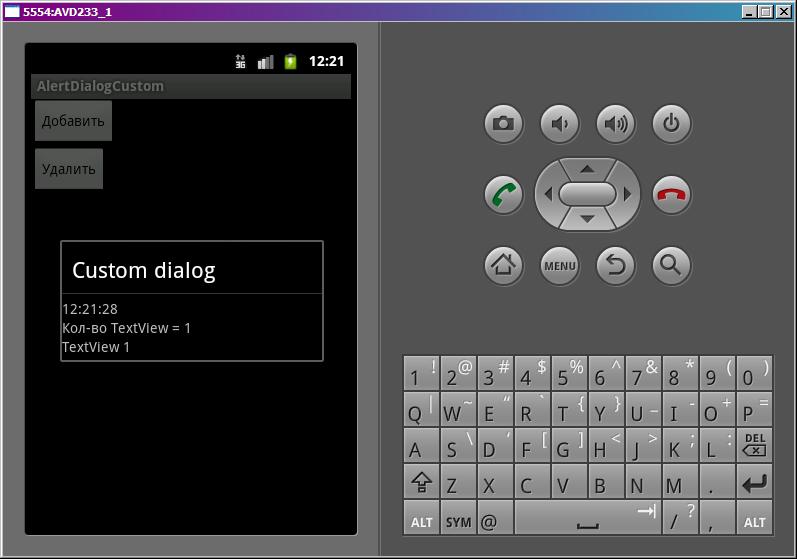 5554:AVD233_1
3G 12:21
AlertDialogCustom
Добавить
Удалить
Custom dialog
12:21:28
Кол-во TextView = 1
TextView 1
MENU
1 ! 2 @ 3 # 4 $ 5 % 6 ^ 7 & 8 * 9 ( 0 )
Q | W ~ E “ R ` T { Y } U _ I - O + P =
A S \ D ‘ F [ G ] H < J > K ; L : DEL
Z X C V B N M .
ALT SYM @ / ? , ALT